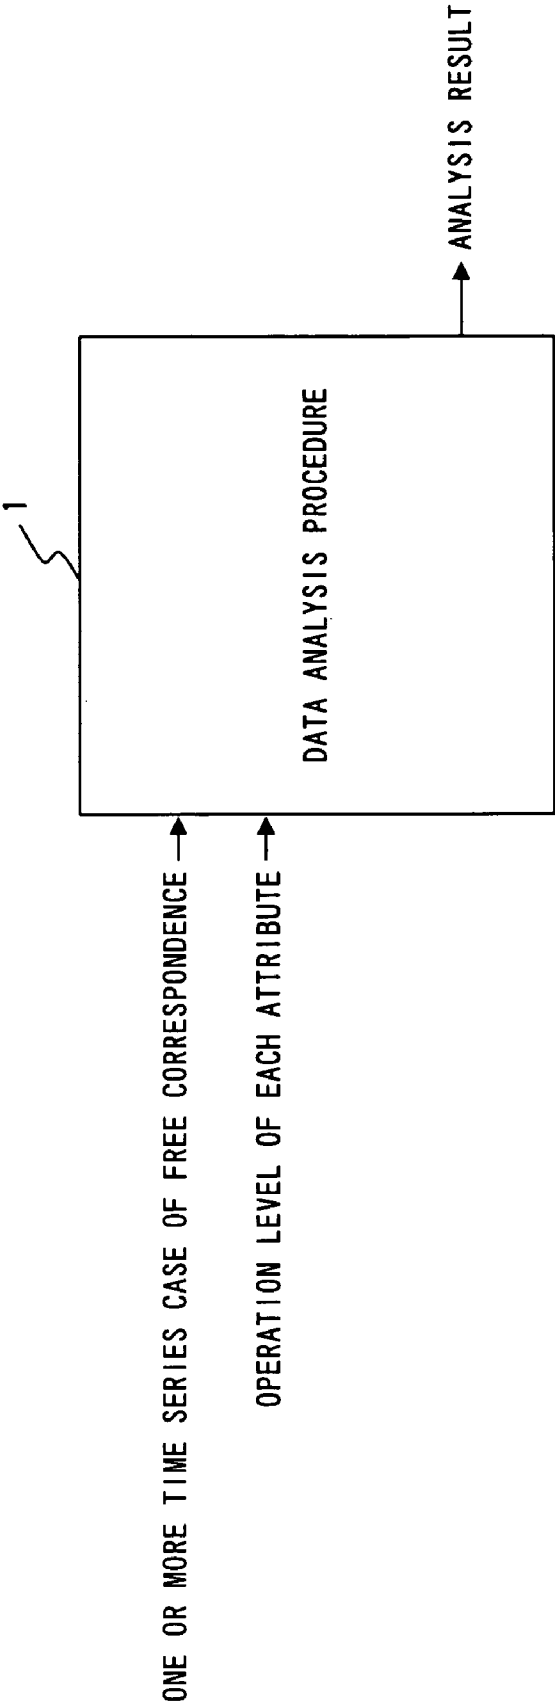 1
ONE OR MORE TIME SERIES CASE OF FREE CORRESPONDENCE
OPERATION LEVEL OF EACH ATTRIBUTE
DATA ANALYSIS PROCEDURE
ANALYSIS RESULT